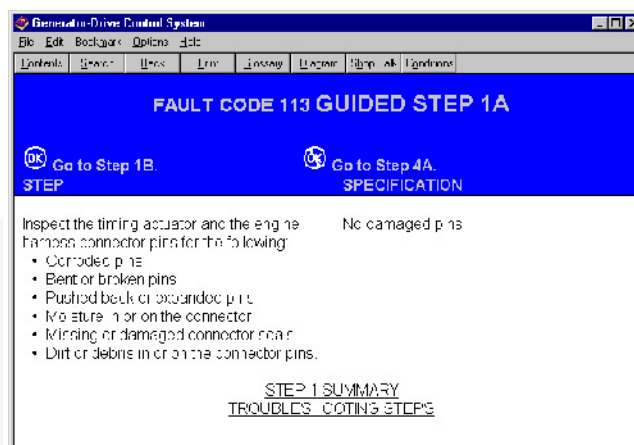 Generator-Drive Control System
File Edit Bookmark Options Help
Contents Search Back Print Glossary Diagram Shop Talk Conditions
FAULT CODE 113 GUIDED STEP 1A
OK Go to Step 1B. OK Go to Step 4A.
STEP SPECIFICATION
Inspect the timing actuator and the engine No damaged pins
harness connector pins for the following:
• Corroded pins
• Bent or broken pins
• Pushed back or expanded pins
• Moisture in or on the connector
• Missing or damaged connector seals
• Dirt or debris in or on the connector pins.
STEP 1 SUMMARY
TROUBLESHOOTING STEPS